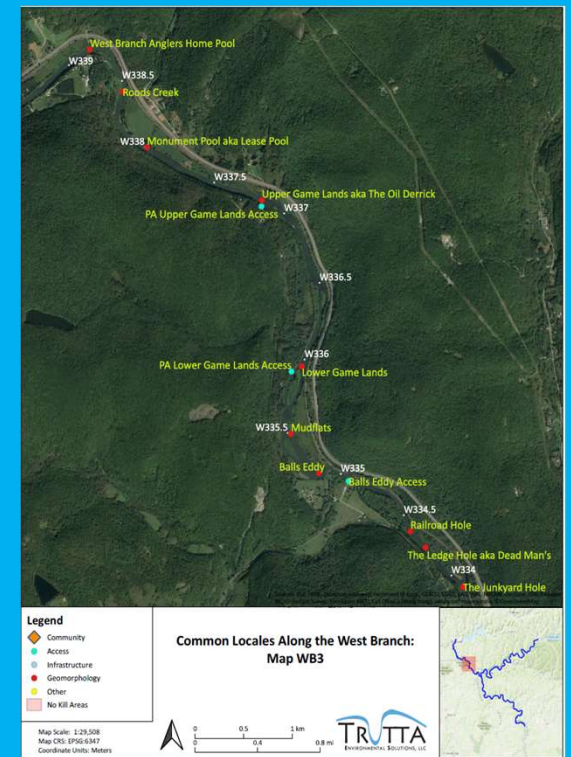 West Branch Anglers Home Pool
W339
W338.5
Roods Creek
W338 Monument Pool aka Lease Pool
W337.5
Upper Game Lands aka The Oil Derrick
PA Upper Game Lands Access W337
W336.5
W336
PA Lower Game Lands Access
Lower Game Lands
W335.5 Mudflats
Balls Eddy W335
Balls Eddy Access
W334.5
Railroad Hole
The Ledge Hole aka Dead Man's
W334
The Junkyard Hole
Legend
Community
Access
Infrastructure
Geomorphology
Other
No Kill Areas
Map Scale: 1:29,508
Map CRS: EPSG:6347
Coordinate Units: Meters
Common Locales Along the West Branch:
Map WB3
0 0.5 1 km
0 0.4 0.8 mi
TRUTTA
ENVIRONMENTAL SOLUTIONS, LLC